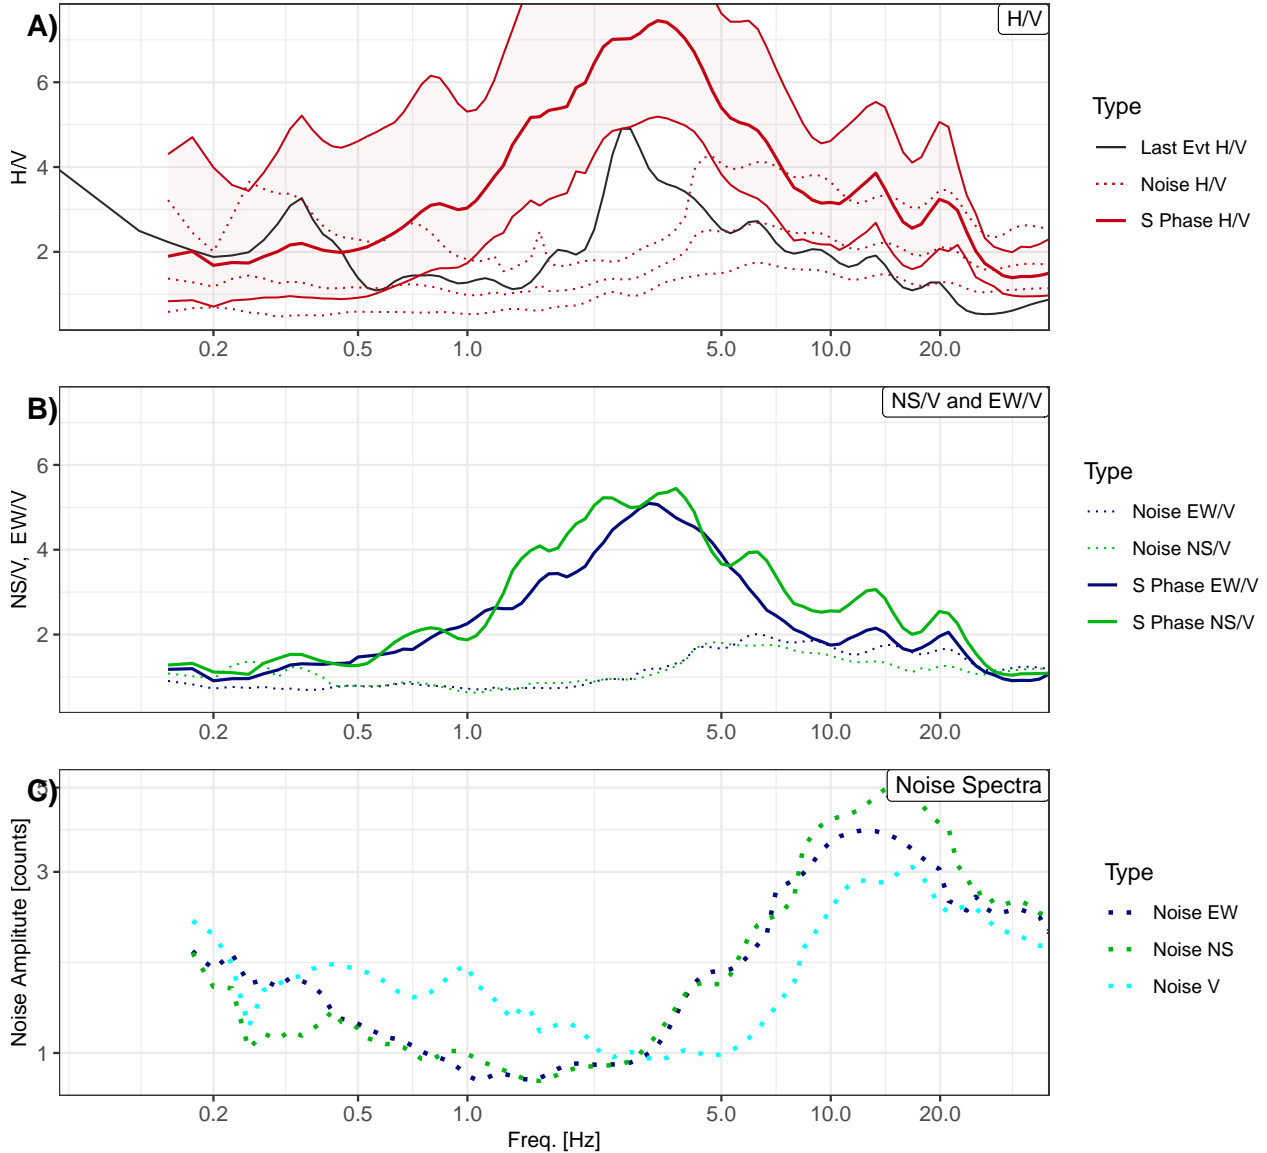 A)
H/V
6
4
2
H/V
0.2
0.5
1.0
5.0
10.0
20.0
Type
Last Evt H/V
Noise H/V
S Phase H/V
B)
NS/V and EW/V
6
4
2
NS/V, EW/V
0.2
0.5
1.0
5.0
10.0
20.0
Type
Noise EW/V
Noise NS/V
S Phase EW/V
S Phase NS/V
C)
Noise Spectra
3
1
Noise Amplitude [counts]
0.2
0.5
1.0
5.0
10.0
20.0
Freq. [Hz]
Type
Noise EW
Noise NS
Noise V